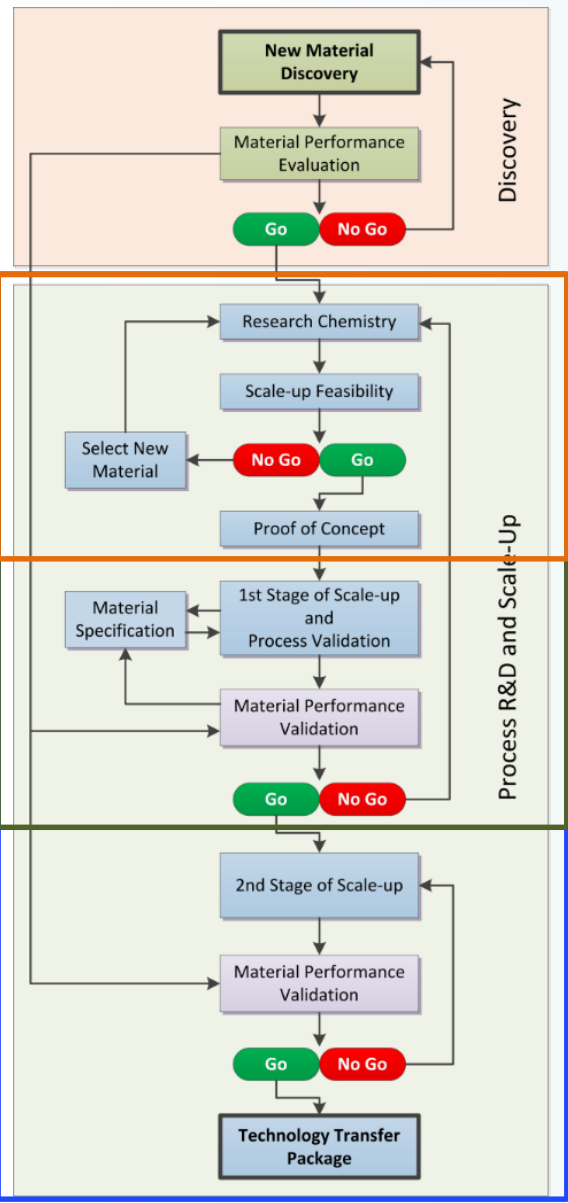 New Material
Discovery
Material Performance
Evaluation
Go
No Go
Discovery
Research Chemistry
Scale-up Feasibility
Select New
Material
No Go
Go
Proof of Concept
Process R&D and Scale-Up
Material
Specification
1st Stage of Scale-up
and
Process Validation
Material Performance
Validation
Go
No Go
2nd Stage of Scale-up
Material Performance
Validation
Go
No Go
Technology Transfer
Package